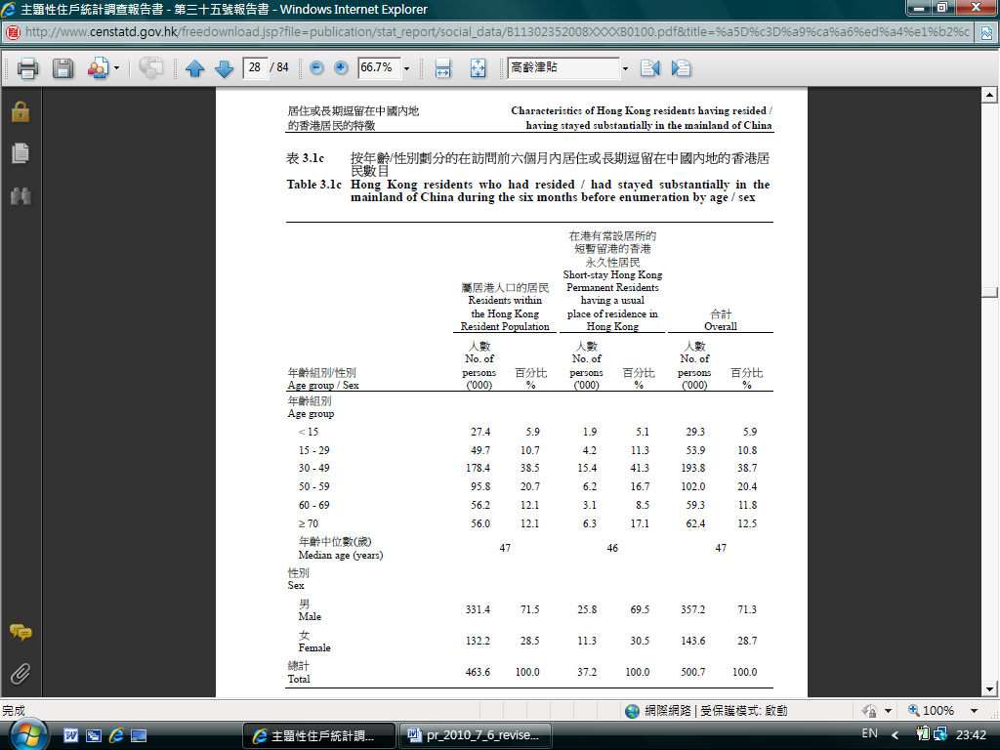 主題性住戶統計調查報告書 - 第三十五號報告書 - Windows Internet Explorer
http://www.censtatd.gov.hk/freedownload.jsp?file=publication/stat_report/social_data/B11302352008XXXXB0100.pdf&title=%a5D%c3D%a9%ca%a6%ed%a4%e1%b2%c
28 / 84 66.7% 高齡津貼
居住或長期逗留在中國內地 Characteristics of Hong Kong residents having resided /
的香港居民的特徵 having stayed substantially in the mainland of China
表 3.1c 按年齡/性別劃分的在訪問前六個月內居住或長期逗留在中國內地的香港居
民數目
Table 3.1c Hong Kong residents who had resided / had stayed substantially in the
mainland of China during the six months before enumeration by age / sex
在港有常設居所的
短暫留港的香港
永久性居民
Short-stay Hong Kong
屬居港人口的居民 Permanent Residents
Residents within having a usual
the Hong Kong place of residence in 合計
Resident Population Hong Kong Overall
人數 人數 人數
No. of No. of No. of
年齡組別/性別 persons 百分比 persons 百分比 persons 百分比
Age group / Sex ('000) % ('000) % ('000) %
年齡組別
Age group
< 15 27.4 5.9 1.9 5.1 29.3 5.9
15 - 29 49.7 10.7 4.2 11.3 53.9 10.8
30 - 49 178.4 38.5 15.4 41.3 193.8 38.7
50 - 59 95.8 20.7 6.2 16.7 102.0 20.4
60 - 69 56.2 12.1 3.1 8.5 59.3 11.8
≥ 70 56.0 12.1 6.3 17.1 62.4 12.5
年齡中位數(歲)
Median age (years) 47 46 47
性別
Sex
男
Male 331.4 71.5 25.8 69.5 357.2 71.3
女
Female 132.2 28.5 11.3 30.5 143.6 28.7
總計
Total 463.6 100.0 37.2 100.0 500.7 100.0
完成 網際網路 | 受保護模式: 啟動 100%
主題性住戶統計調... pr_2010_7_6_revise... EN 23:42